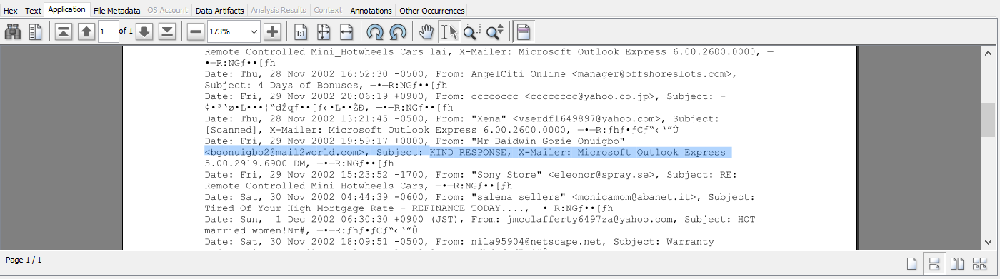 Hex Text Application File Metadata OS Account Data Artifacts Analysis Results Context Annotations Other Occurrences
1 of 1 173% 1:1
Remote Controlled Mini_Hotwheels Cars lai, X-Mailer: Microsoft Outlook Express 6.00.2600.0000, —
•—R:NGƒ••[ƒh
Date: Thu, 28 Nov 2002 16:52:30 -0500, From: AngelCiti Online <manager@offshoreslots.com>,
Subject: 4 Days of Bonuses, —•—R:NGƒ••[ƒh
Date: Fri, 29 Nov 2002 20:06:19 +0900, From: ccccoccc <ccccoccc@yahoo.co.jp>, Subject: –
¢•³‘ø•L•••¦“dŽqƒ••[ƒ‹•L••ŽÐ, —•—R:NGƒ••[ƒh
Date: Thu, 28 Nov 2002 13:21:45 -0500, From: "Xena" <vserdf1649897@yahoo.com>, Subject:
[Scanned], X-Mailer: Microsoft Outlook Express 6.00.2600.0000, —•—R:ƒhƒ•ƒCƒ“‹‘”Û
Date: Fri, 29 Nov 2002 19:59:17 +0000, From: "Mr Baidwin Gozie Onuigbo"
<bgonuigbo2@mail2world.com>, Subject: KIND RESPONSE, X-Mailer: Microsoft Outlook Express
5.00.2919.6900 DM, —•—R:NGƒ••[ƒh
Date: Fri, 29 Nov 2002 15:23:52 -1700, From: "Sony Store" <eleonor@spray.se>, Subject: RE:
Remote Controlled Mini_Hotwheels Cars, —•—R:NGƒ••[ƒh
Date: Sat, 30 Nov 2002 04:44:39 -0600, From: "salena sellers" <monicamom@abanet.it>, Subject:
Tired Of Your High Mortgage Rate - REFINANCE TODAY...., —•—R:NGƒ••[ƒh
Date: Sun,  1 Dec 2002 06:30:30 +0900 (JST), From: jmcclafferty6497za@yahoo.com, Subject: HOT
married women!Nr#, —•—R:ƒhƒ•ƒCƒ“‹‘”Û
Date: Sat, 30 Nov 2002 18:09:51 -0500, From: nila95904@netscape.net, Subject: Warranty
Page 1 / 1